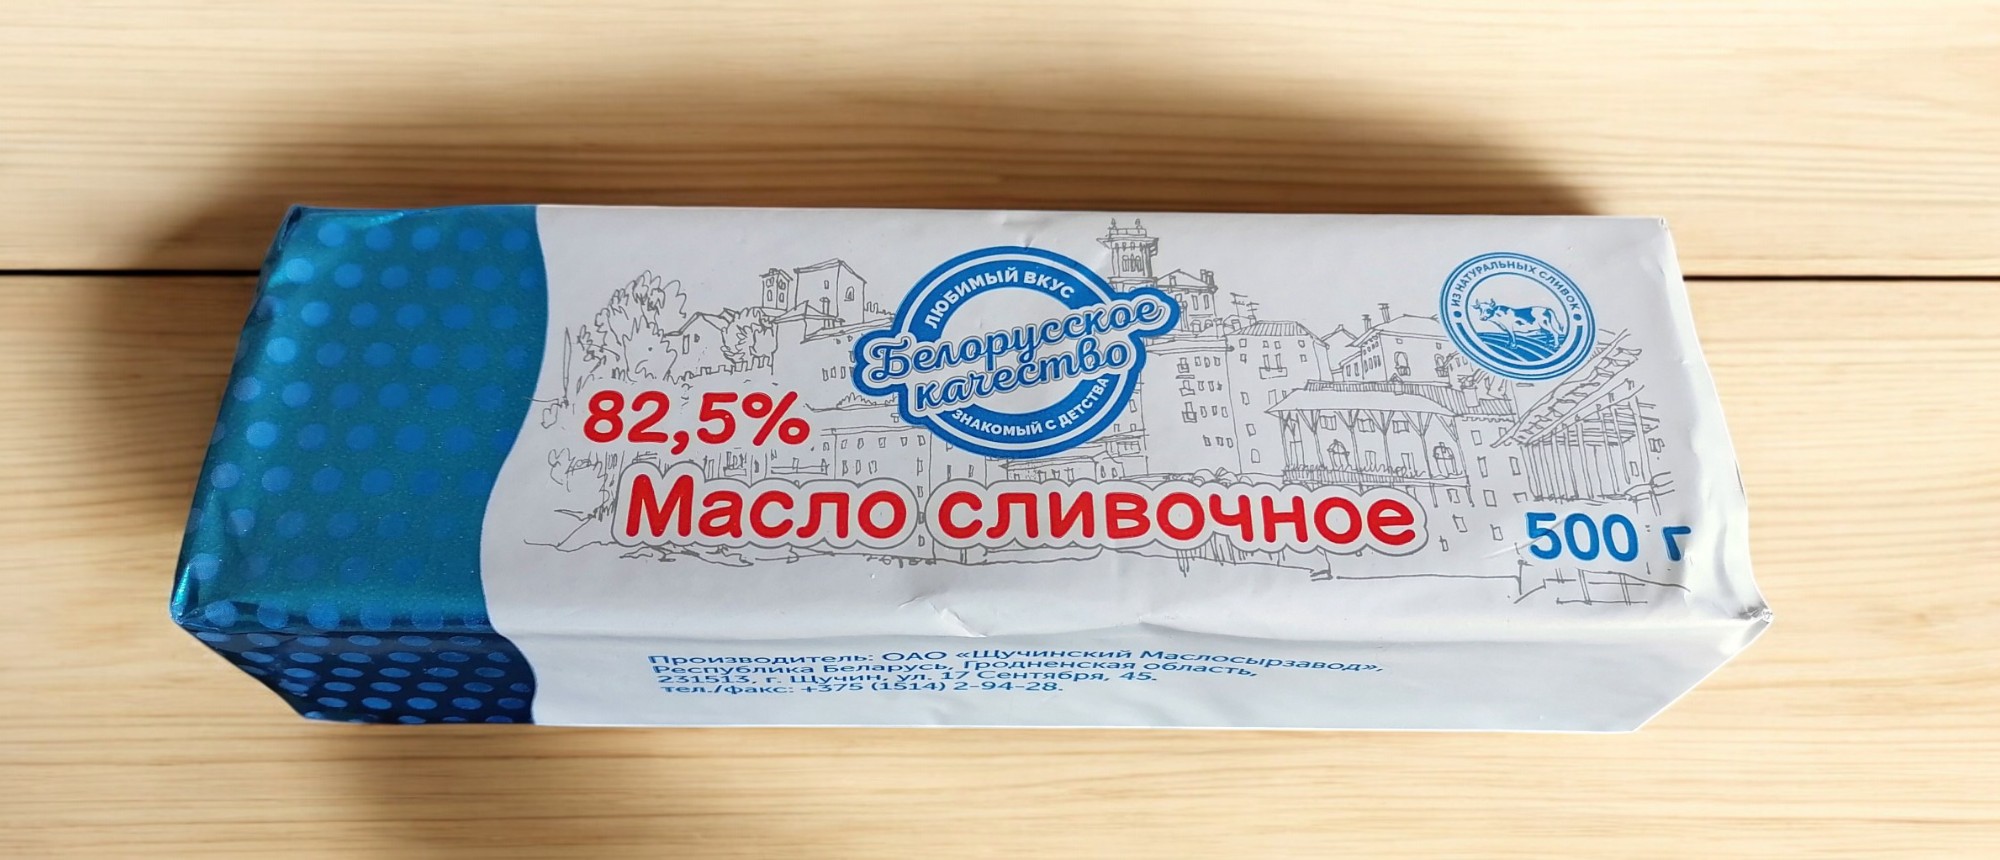 ЛЮБИМЫЙ ВКУС
Белорусское
качество
ЗНАКОМЫЙ С ДЕТСТВА
ИЗ НАТУРАЛЬНЫХ СЛИВОК
82,5%
Масло сливочное
500 г
Производитель: ОАО «Щучинский Маслосырзавод»,
Республика Беларусь, Гродненская область,
231513, г. Щучин, ул. 17 Сентября, 45.
тел./факс: +375 (1514) 2-94-28.